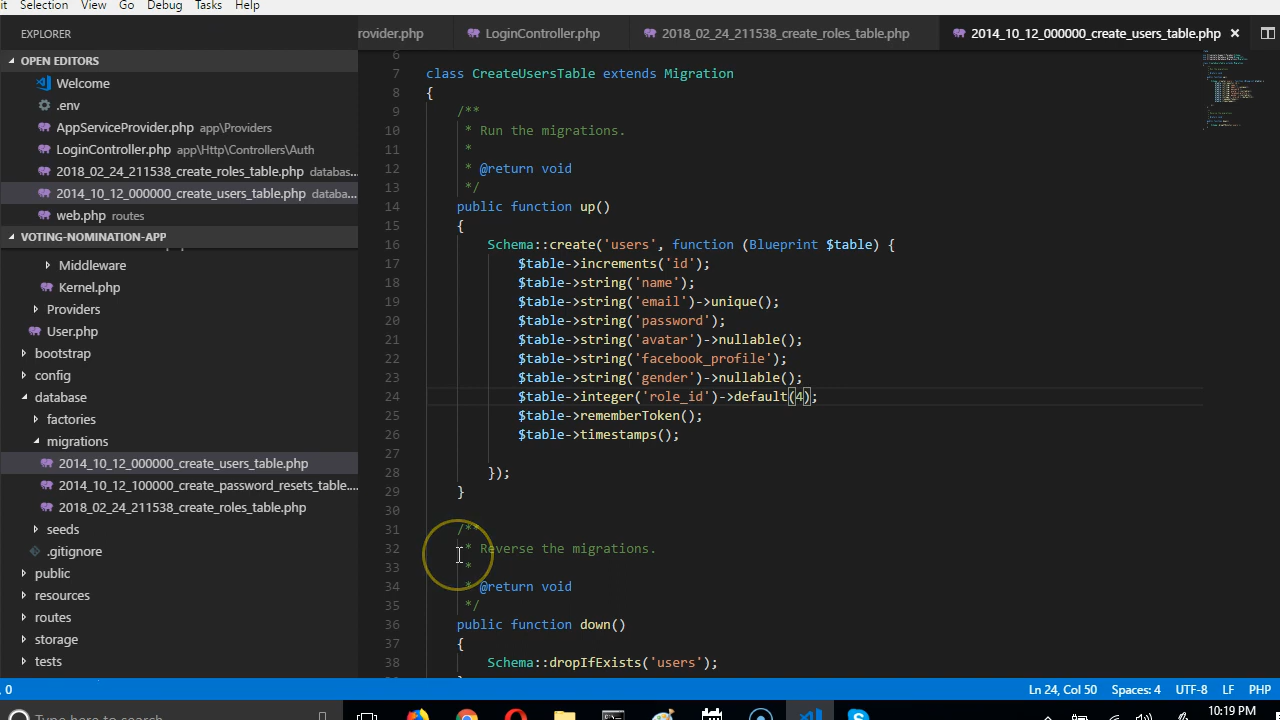 it Selection View Go Debug Tasks Help
EXPLORER
rovider.php LoginController.php 2018_02_24_211538_create_roles_table.php 2014_10_12_000000_create_users_table.php ×
OPEN EDITORS
Welcome
.env
AppServiceProvider.php app\Providers
LoginController.php app\Http\Controllers\Auth
2018_02_24_211538_create_roles_table.php databas...
2014_10_12_000000_create_users_table.php databa...
web.php routes
VOTING-NOMINATION-APP
Middleware
Kernel.php
Providers
User.php
bootstrap
config
database
factories
migrations
2014_10_12_000000_create_users_table.php
2014_10_12_100000_create_password_resets_table....
2018_02_24_211538_create_roles_table.php
seeds
.gitignore
public
resources
routes
storage
tests
6
7 class CreateUsersTable extends Migration
8 {
9 /**
10 * Run the migrations.
11 *
12 * @return void
13 */
14 public function up()
15 {
16 Schema::create('users', function (Blueprint $table) {
17 $table->increments('id');
18 $table->string('name');
19 $table->string('email')->unique();
20 $table->string('password');
21 $table->string('avatar')->nullable();
22 $table->string('facebook_profile');
23 $table->string('gender')->nullable();
24 $table->integer('role_id')->default(4);
25 $table->rememberToken();
26 $table->timestamps();
27
28 });
29 }
30
31 /**
32 * Reverse the migrations.
33 *
34 * @return void
35 */
36 public function down()
37 {
38 Schema::dropIfExists('users');
, 0 Ln 24, Col 50 Spaces: 4 UTF-8 LF PHP
Type here to search 10:19 PM